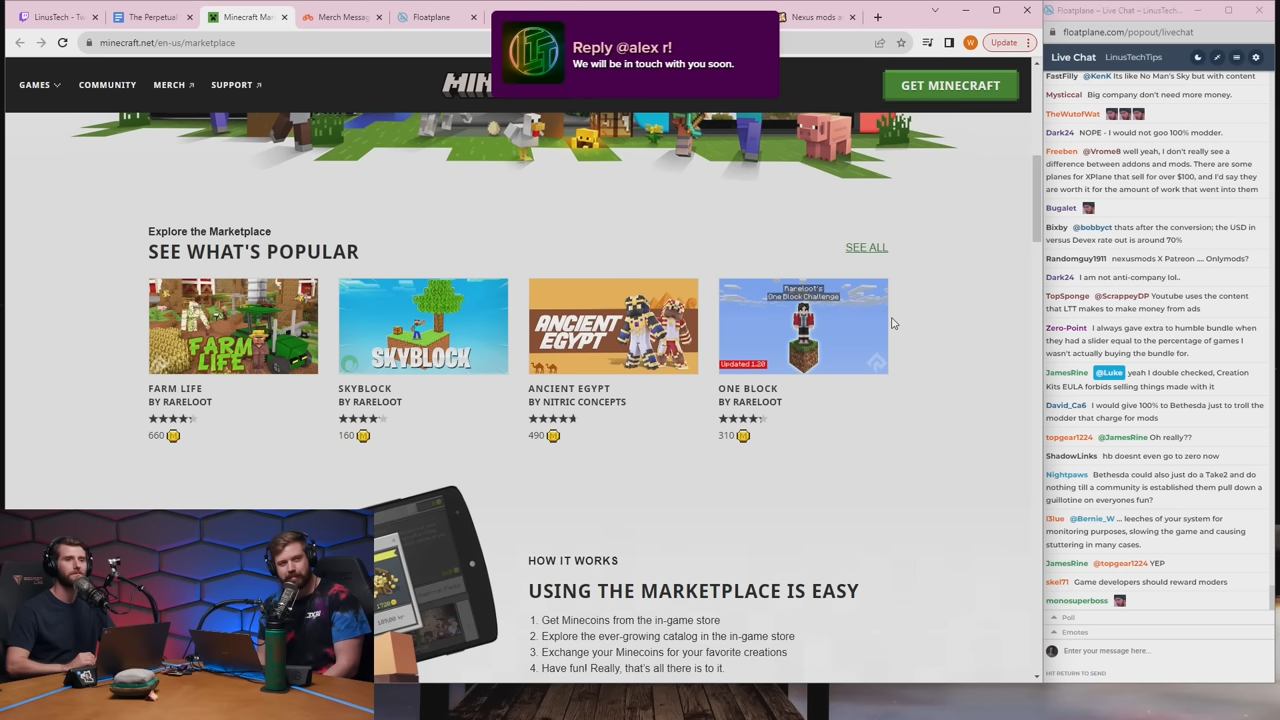 LinusTech - Tw
The Perpetual
Minecraft Mar
Merch Messag
Floatplane
Nexus mods a
minecraft.net/en-us/marketplace
W
Update
Reply @alex r!
We will be in touch with you soon.
GAMES
COMMUNITY
MERCH
SUPPORT
MIN
GET MINECRAFT
Explore the Marketplace
SEE WHAT'S POPULAR
SEE ALL
FARM LIFE
SKYBLOCK
ANCIENT EGYPT
Rareloot's
One Block Challenge
Updated 1.20
FARM LIFE
BY RARELOOT
660
SKYBLOCK
BY RARELOOT
160
ANCIENT EGYPT
BY NITRIC CONCEPTS
490
ONE BLOCK
BY RARELOOT
310
HOW IT WORKS
USING THE MARKETPLACE IS EASY
1. Get Minecoins from the in-game store
2. Explore the ever-growing catalog in the in-game store
3. Exchange your Minecoins for your favorite creations
4. Have fun! Really, that's all there is to it.
Floatplane – Live Chat – LinusTech...
floatplane.com/popout/livechat
Live Chat LinusTechTips
FastFilly @KenK Its like No Man's Sky but with content
Mysticcal Big company don't need more money.
TheWutofWat
Dark24 NOPE - I would not goo 100% modder.
Freeben @Vrome8 well yeah, I don't really see a
difference between addons and mods. There are some
planes for XPlane that sell for over $100, and I'd say they
are worth it for the amount of work that went into them
Bugalet
Bixby @bobbyct thats after the conversion; the USD in
versus Devex rate out is around 70%
Randomguy1911 nexusmods X Patreon .... Onlymods?
Dark24 I am not anti-company lol..
TopSponge @ScrappeyDP Youtube uses the content
that LTT makes to make money from ads
Zero-Point I always gave extra to humble bundle when
they had a slider equal to the percentage of games I
wasn't actually buying the bundle for.
JamesRine @Luke yeah I double checked, Creation
Kits EULA forbids selling things made with it
David_Ca6 I would give 100% to Bethesda just to troll the
modder that charge for mods
topgear1224 @JamesRine Oh really??
ShadowLinks hb doesnt even go to zero now
Nightpaws Bethesda could also just do a Take2 and do
nothing till a community is established them pull down a
guillotine on everyones fun?
l3lue @Bernie_W ... leeches of your system for
monitoring purposes, slowing the game and causing
stuttering in many cases.
JamesRine @topgear1224 YEP
skel71 Game developers should reward moders
monosuperboss
Poll
Emotes
Enter your message here...
HIT RETURN TO SEND